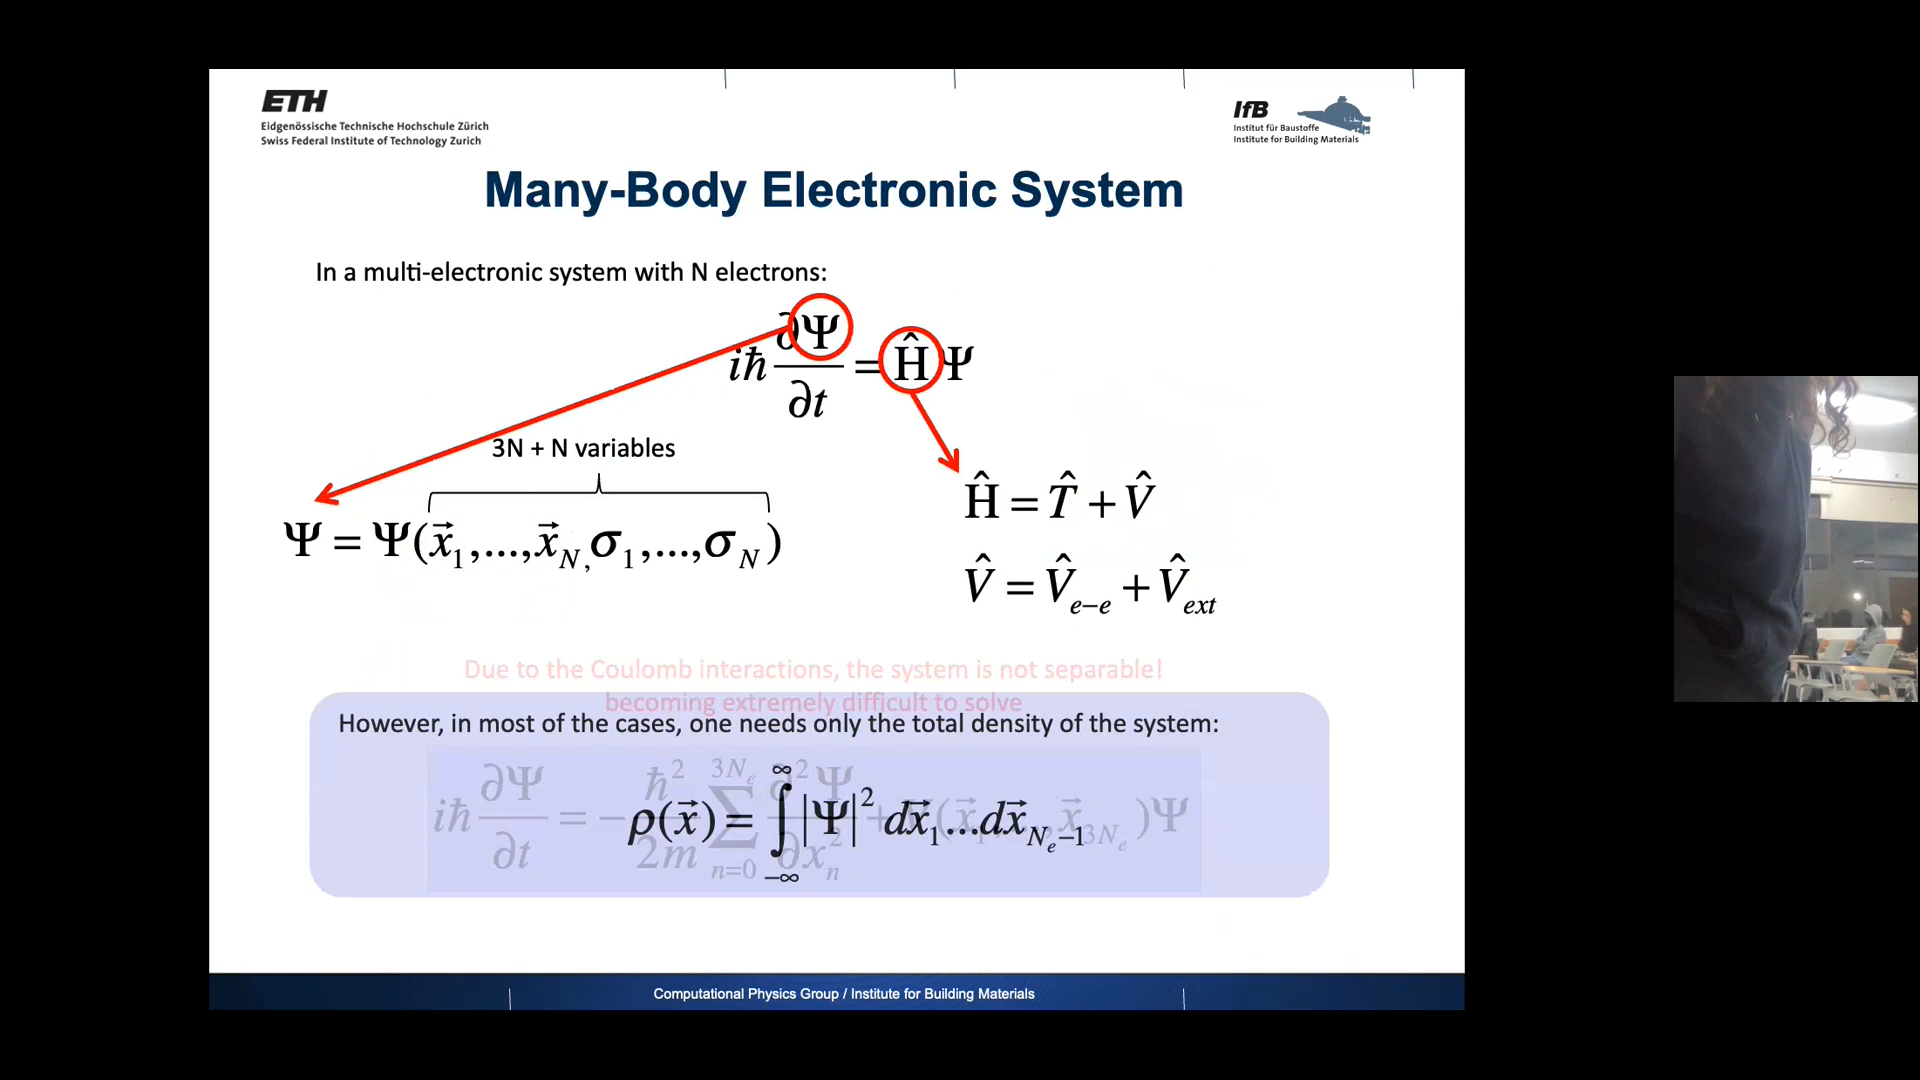 ETH
Eidgenössische Technische Hochschule Zürich
Swiss Federal Institute of Technology Zurich
IfB
Institut für Baustoffe
Institute for Building Materials
Many-Body Electronic System
In a multi-electronic system with N electrons:
iħ ∂Ψ/∂t = ĤΨ
3N + N variables
Ψ = Ψ(x⃗₁,...,x⃗_N,σ₁,...,σ_N)
Ĥ = T̂ + V̂
V̂ = V̂_{e−e} + V̂_{ext}
Due to the Coulomb interactions, the system is not separable!
becoming extremely difficult to solve
However, in most of the cases, one needs only the total density of the system:
ρ(x⃗) = ∫_{−∞}^{∞} |Ψ|² dx⃗₁...dx⃗_{N_e−1}
Computational Physics Group / Institute for Building Materials